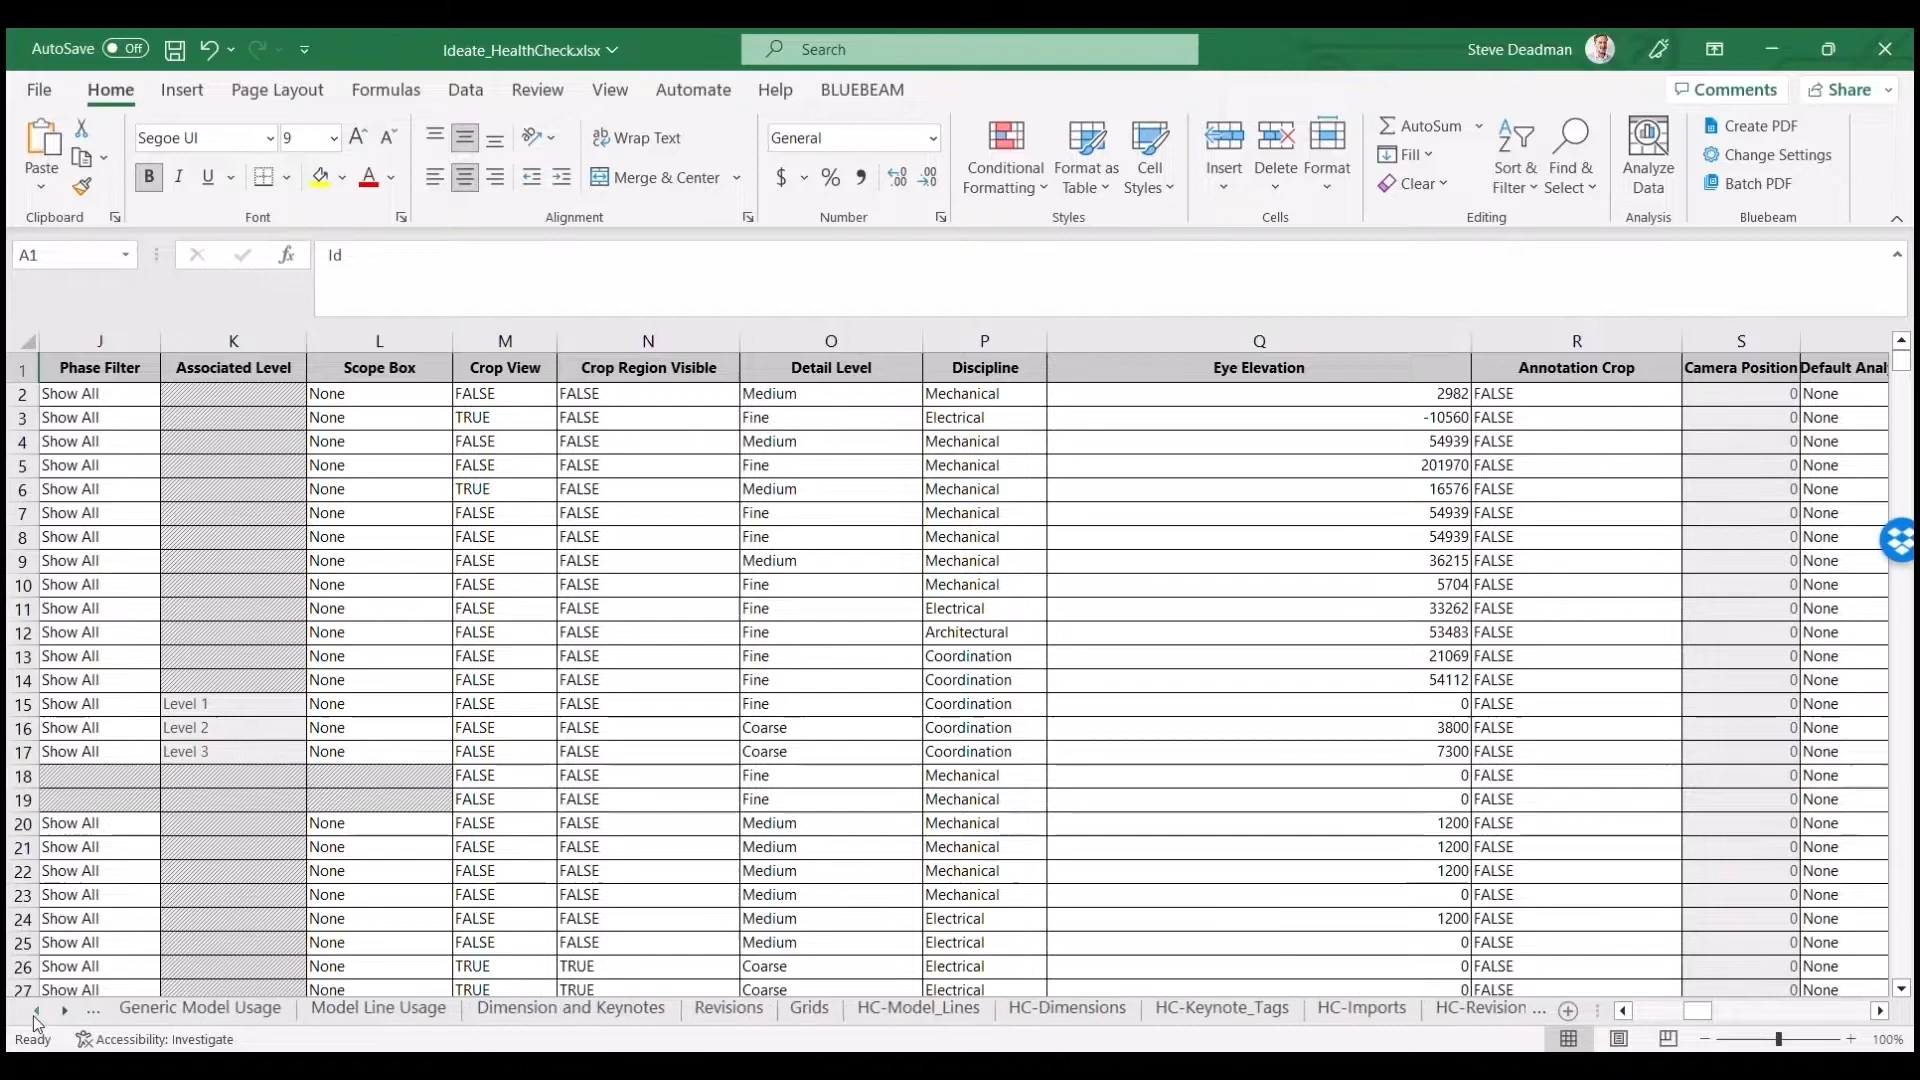 AutoSave Off Ideate_HealthCheck.xlsx Search Steve Deadman
File Home Insert Page Layout Formulas Data Review View Automate Help BLUEBEAM Comments Share
Segoe UI 9 Wrap Text General AutoSum Create PDF
Paste Conditional Formatting Format as Table Cell Styles Insert Delete Format Fill Sort & Filter Find & Select Analyze Data Change Settings
B I U Merge & Center $ % Clear Batch PDF
Clipboard Font Alignment Number Styles Cells Editing Analysis Bluebeam
A1 fx Id
J K L M N O P Q R S
1 Phase Filter Associated Level Scope Box Crop View Crop Region Visible Detail Level Discipline Eye Elevation Annotation Crop Camera Position Default Anal
2 Show All None FALSE FALSE Medium Mechanical 2982 FALSE 0 None
3 Show All None TRUE FALSE Fine Electrical -10560 FALSE 0 None
4 Show All None FALSE FALSE Medium Mechanical 54939 FALSE 0 None
5 Show All None FALSE FALSE Fine Mechanical 201970 FALSE 0 None
6 Show All None TRUE FALSE Medium Mechanical 16576 FALSE 0 None
7 Show All None FALSE FALSE Fine Mechanical 54939 FALSE 0 None
8 Show All None FALSE FALSE Fine Mechanical 54939 FALSE 0 None
9 Show All None FALSE FALSE Medium Mechanical 36215 FALSE 0 None
10 Show All None FALSE FALSE Fine Mechanical 5704 FALSE 0 None
11 Show All None FALSE FALSE Fine Electrical 33262 FALSE 0 None
12 Show All None FALSE FALSE Fine Architectural 53483 FALSE 0 None
13 Show All None FALSE FALSE Fine Coordination 21069 FALSE 0 None
14 Show All None FALSE FALSE Fine Coordination 54112 FALSE 0 None
15 Show All Level 1 None FALSE FALSE Fine Coordination 0 FALSE 0 None
16 Show All Level 2 None FALSE FALSE Coarse Coordination 3800 FALSE 0 None
17 Show All Level 3 None FALSE FALSE Coarse Coordination 7300 FALSE 0 None
18 FALSE FALSE Fine Mechanical 0 FALSE 0 None
19 FALSE FALSE Fine Mechanical 0 FALSE 0 None
20 Show All None FALSE FALSE Medium Mechanical 1200 FALSE 0 None
21 Show All None FALSE FALSE Medium Mechanical 1200 FALSE 0 None
22 Show All None FALSE FALSE Medium Mechanical 1200 FALSE 0 None
23 Show All None FALSE FALSE Medium Mechanical 0 FALSE 0 None
24 Show All None FALSE FALSE Medium Electrical 1200 FALSE 0 None
25 Show All None FALSE FALSE Medium Electrical 0 FALSE 0 None
26 Show All None TRUE TRUE Coarse Electrical 0 FALSE 0 None
27 Show All None TRUE TRUE Coarse Electrical 0 FALSE 0 None
... Generic Model Usage Model Line Usage Dimension and Keynotes Revisions Grids HC-Model_Lines HC-Dimensions HC-Keynote_Tags HC-Imports HC-Revision ...
Ready Accessibility: Investigate 100%